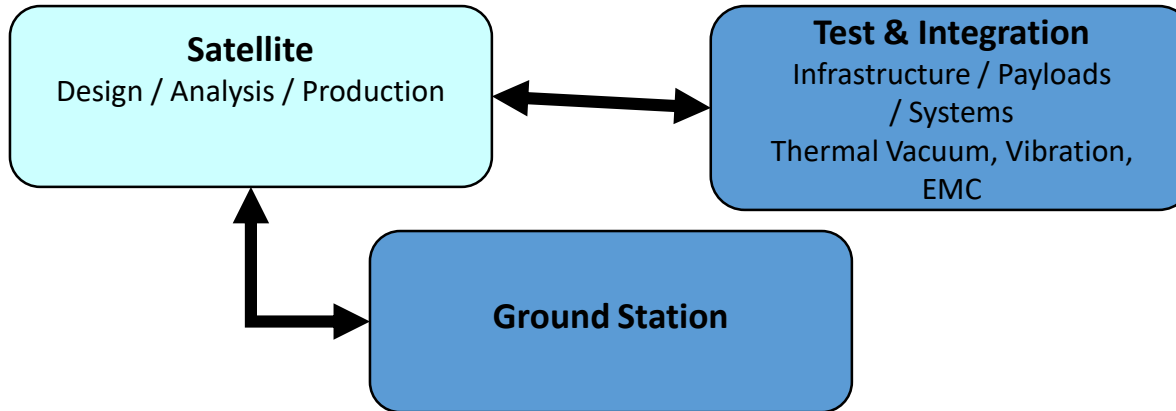 Satellite
Design / Analysis / Production
Test & Integration
Infrastructure / Payloads
/ Systems
Thermal Vacuum, Vibration,
EMC
Ground Station